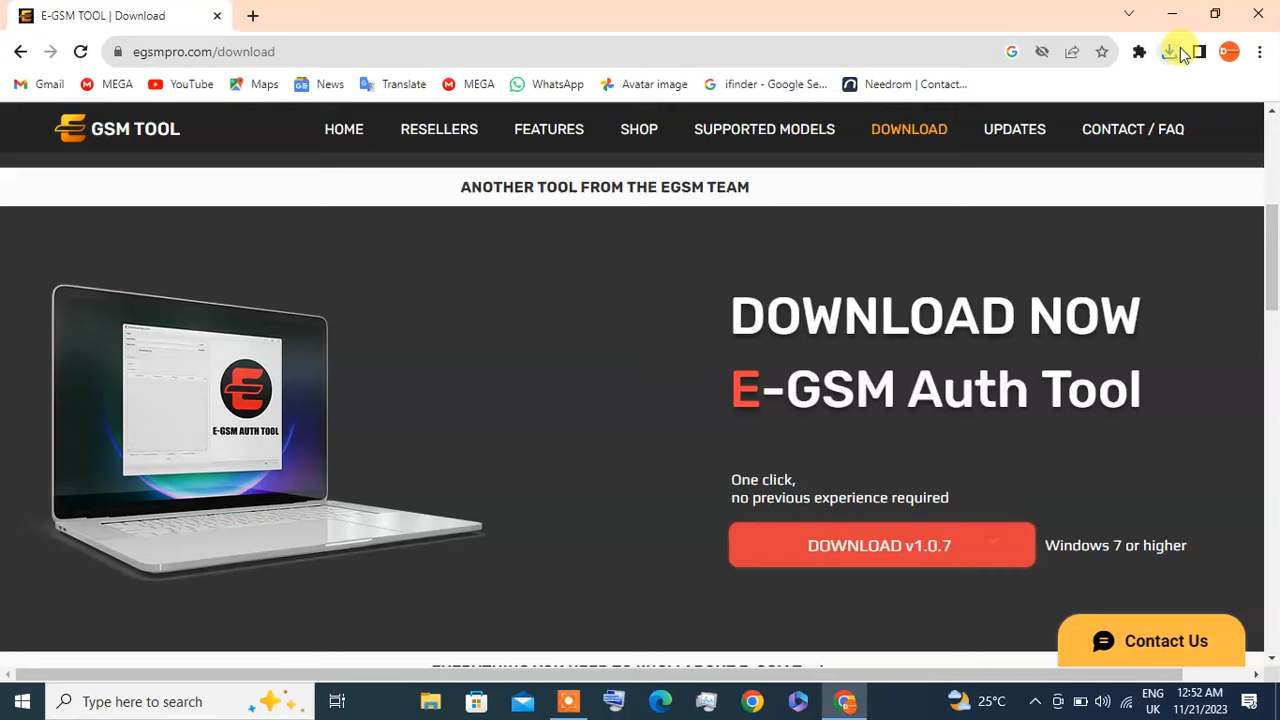 E-GSM TOOL | Download
egsmpro.com/download
Gmail
MEGA
YouTube
Maps
News
Translate
MEGA
WhatsApp
Avatar image
ifinder - Google Se...
Needrom | Contact...
GSM TOOL
HOME
RESELLERS
FEATURES
SHOP
SUPPORTED MODELS
DOWNLOAD
UPDATES
CONTACT / FAQ
ANOTHER TOOL FROM THE EGSM TEAM
E-GSM AUTH TOOL
DOWNLOAD NOW
E-GSM Auth Tool
One click,
no previous experience required
DOWNLOAD v1.0.7
Windows 7 or higher
Contact Us
Type here to search
25°C
ENG
UK
12:52 AM
11/21/2023